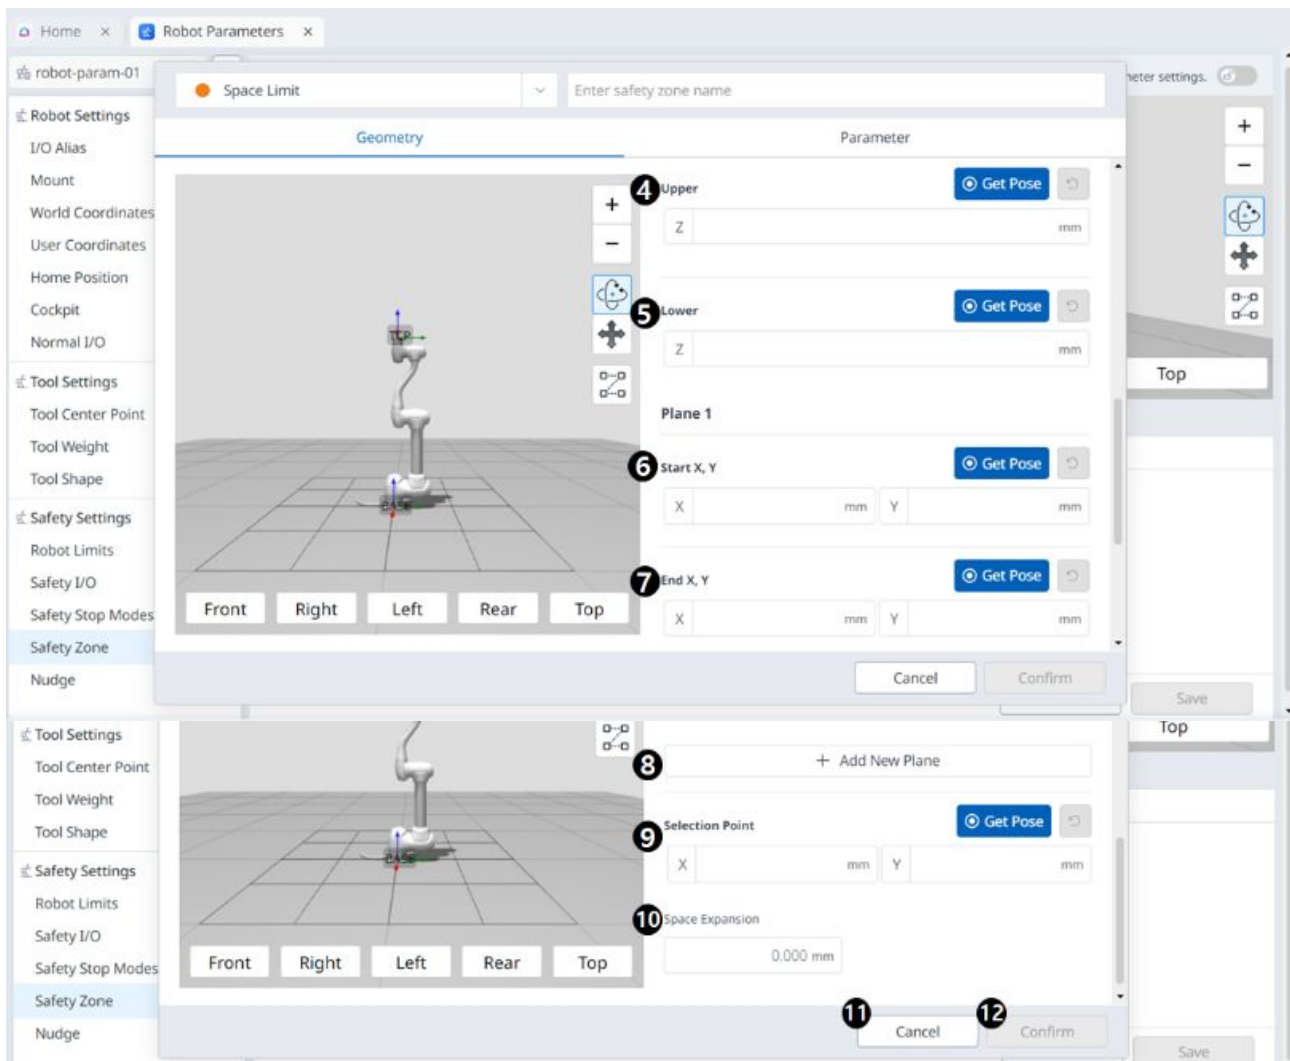 Home ×
Robot Parameters ×
robot-param-01
meter settings.
Space Limit
Enter safety zone name
Geometry
Parameter
Robot Settings
I/O Alias
Mount
World Coordinates
User Coordinates
Home Position
Cockpit
Normal I/O
Tool Settings
Tool Center Point
Tool Weight
Tool Shape
Safety Settings
Robot Limits
Safety I/O
Safety Stop Modes
Safety Zone
Nudge
TCP
BASE
Front Right Left Rear Top
4 Upper Get Pose
Z mm
5 Lower Get Pose
Z mm
Plane 1
6 Start X, Y Get Pose
X mm Y mm
7 End X, Y Get Pose
X mm Y mm
Cancel Confirm
Top
Save
Tool Settings
Tool Center Point
Tool Weight
Tool Shape
Safety Settings
Robot Limits
Safety I/O
Safety Stop Modes
Safety Zone
Nudge
BASE
Front Right Left Rear Top
8 + Add New Plane
9 Selection Point Get Pose
X mm Y mm
10 Space Expansion
0.000 mm
11 Cancel 12 Confirm
Top
Save